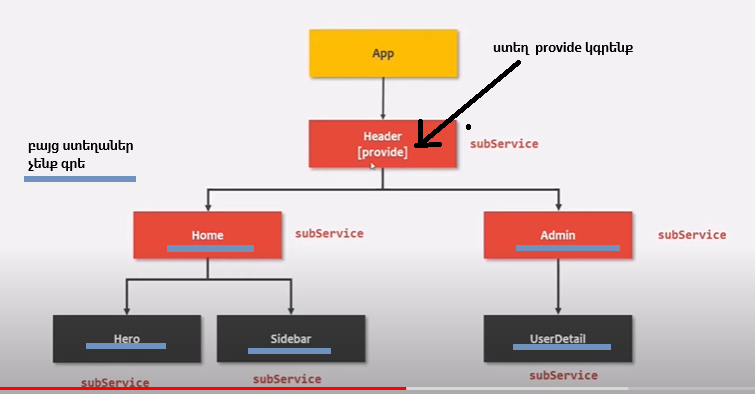 App
ստեղ provide կգրենք
Header
[provide]
subService
բայց ստեղաներ
չենք գրե
Home
subService
Admin
subService
Hero
Sidebar
UserDetail
subService
subService
subService